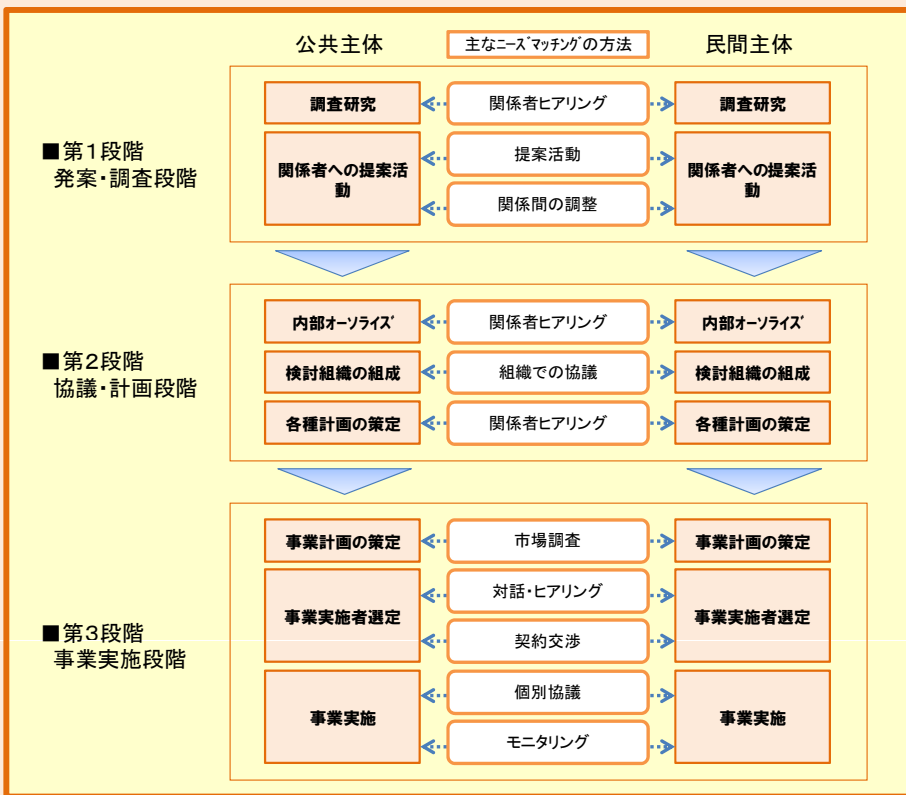 公共主体
主なﾆｰｽﾞﾏｯﾁﾝｸﾞの方法
民間主体
■第1段階
発案・調査段階
調査研究
関係者ヒアリング
調査研究
関係者への提案活
動
提案活動
関係間の調整
関係者への提案活
動
■第2段階
協議・計画段階
内部ｵｰｿﾗｲｽﾞ
関係者ヒアリング
内部ｵｰｿﾗｲｽﾞ
検討組織の組成
組織での協議
検討組織の組成
各種計画の策定
関係者ヒアリング
各種計画の策定
■第3段階
事業実施段階
事業計画の策定
市場調査
事業計画の策定
事業実施者選定
対話・ヒアリング
契約交渉
事業実施者選定
事業実施
個別協議
モニタリング
事業実施